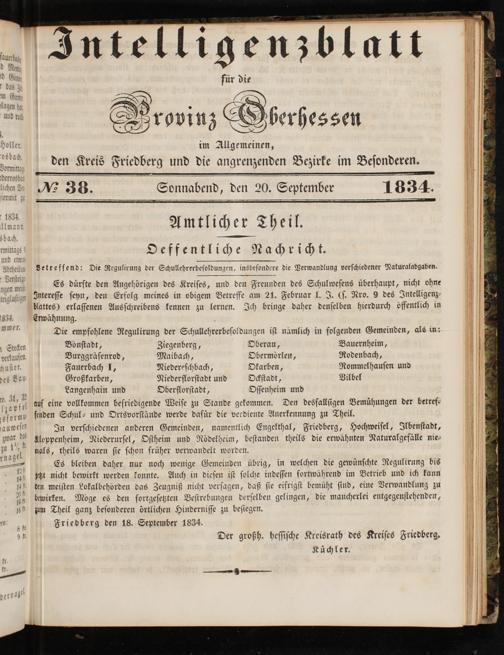 Intelligenzblatt
für die
Provinz Oberhessen
im Allgemeinen,
den Kreis Friedberg und die angrenzenden Bezirke im Besonderen.
№ 38. Sonnabend, den 20. September 1834.
Amtlicher Theil.
Oeffentliche Nachricht.
Betreffend: Die Regulirung der Schullehrerbesoldungen, insbesondere die Verwandlung verschiedener Naturalabgaben.
Es dürfte den Angehörigen des Kreises, und den Freunden des Schulwesens überhaupt, nicht ohne
Interesse seyn, den Erfolg meines in obigem Betreffe am 21. Februar l. J. (s. Nro. 9 des Intelligenz-
blattes) erlassenen Ausschreibens kennen zu lernen. Ich bringe daher denselben hierdurch öffentlich in
Erwähnung.
Die empfohlene Regulirung der Schullehrerbesoldungen ist nämlich in folgenden Gemeinden, als in:
Bönstadt, Ziegenberg, Oberau, Bauernheim,
Burggräfenrod, Maibach, Obermörlen, Rodenbach,
Fauerbach I, Niedereschbach, Okarben, Rommelhausen und
Großkarben, Niederflorstadt und Ockstadt, Vilbel
Langenhain und Oberflorstadt, Ossenheim und
auf eine vollkommen befriedigende Weise zu Stande gekommen. Den desfallsigen Bemühungen der betref-
fenden Schul- und Ortsvorstände werde dafür die verdiente Anerkennung zu Theil.
In verschiedenen anderen Gemeinden, namentlich Engelthal, Friedberg, Hochweisel, Ilbenstadt,
Kloppenheim, Niederursel, Ostheim und Rödelheim, bestanden theils die erwähnten Naturalgefälle nie-
mals, theils waren sie schon früher verwandelt worden.
Es bleiben daher nur noch wenige Gemeinden übrig, in welchen die gewünschte Regulirung bis
jetzt nicht bewirkt werden konnte. Auch in diesen ist solche indessen fortwährend in Betrieb und ich kann
den meisten Lokalbehörden das Zeugniß nicht versagen, daß sie eifrigst bemüht sind, eine Verwandlung zu
bewirken. Möge es den fortgesetzten Bestrebungen derselben gelingen, die mancherlei entgegenstehenden,
zum Theil ganz besonderen örtlichen Hindernisse zu besiegen.
Friedberg den 18. September 1834.
Der großh. hessische Kreisrath des Kreises Friedberg.
Küchler.